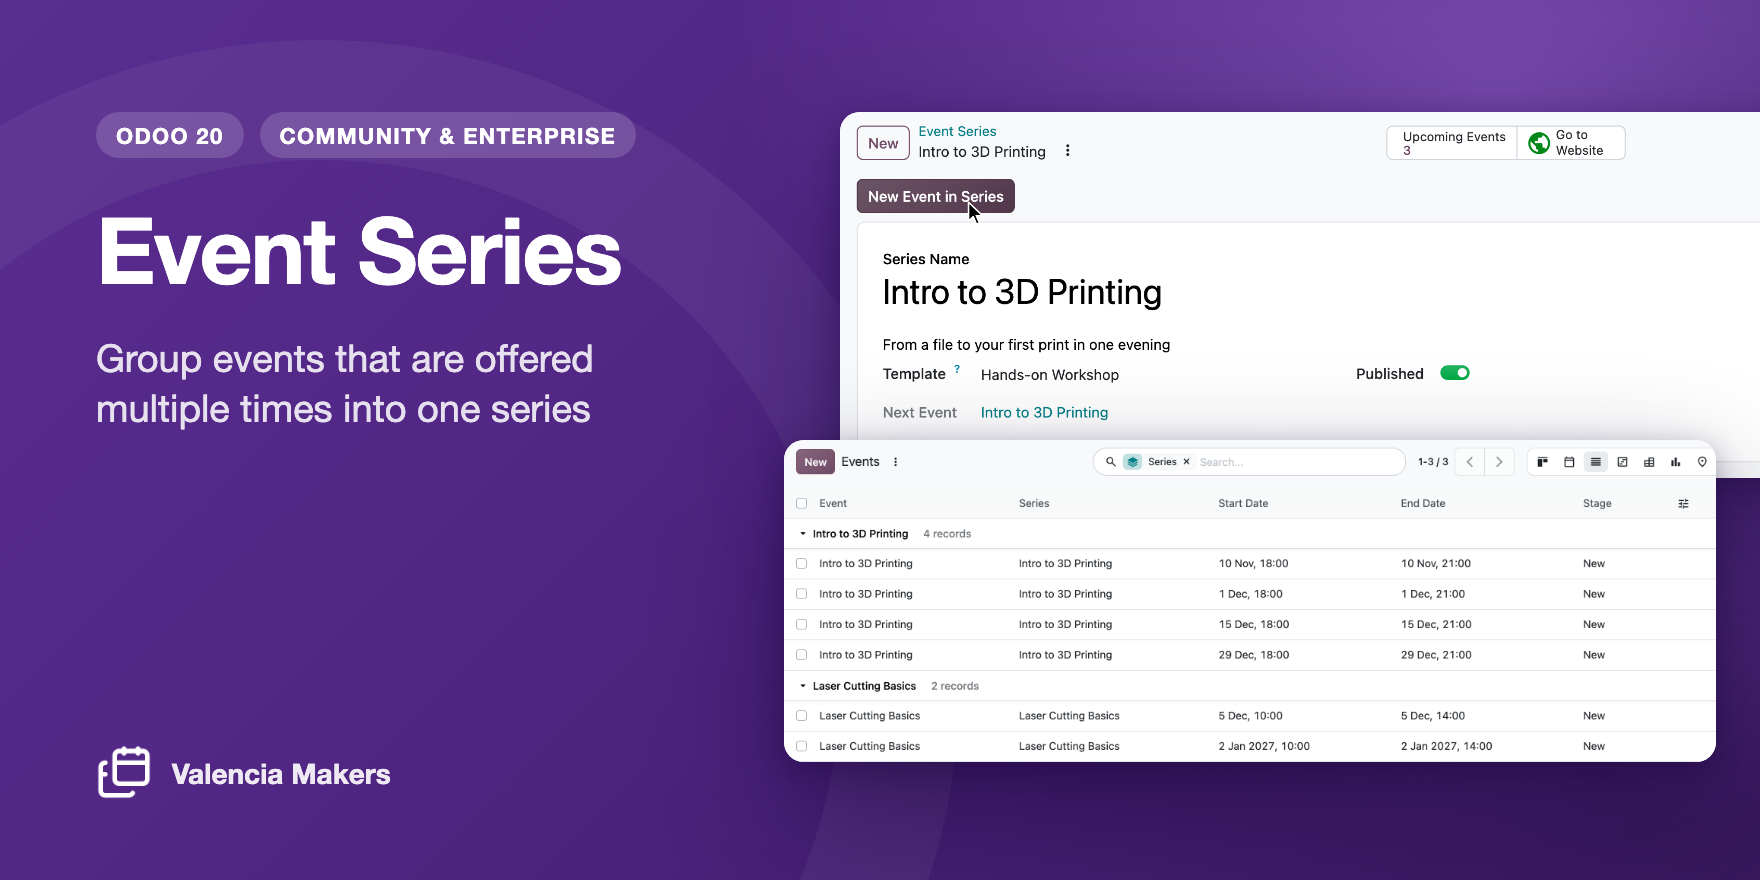 ODOO 20
COMMUNITY & ENTERPRISE
Event Series
Group events that are offered
multiple times into one series
Valencia Makers
New
Event Series
Intro to 3D Printing
Upcoming Events
3
Go to
Website
New Event in Series
Series Name
Intro to 3D Printing
From a file to your first print in one evening
Template ? Hands-on Workshop
Published
Next Event Intro to 3D Printing
New Events
Series × Search...
1-3 / 3
Event Series Start Date End Date Stage
Intro to 3D Printing 4 records
Intro to 3D Printing Intro to 3D Printing 10 Nov, 18:00 10 Nov, 21:00 New
Intro to 3D Printing Intro to 3D Printing 1 Dec, 18:00 1 Dec, 21:00 New
Intro to 3D Printing Intro to 3D Printing 15 Dec, 18:00 15 Dec, 21:00 New
Intro to 3D Printing Intro to 3D Printing 29 Dec, 18:00 29 Dec, 21:00 New
Laser Cutting Basics 2 records
Laser Cutting Basics Laser Cutting Basics 5 Dec, 10:00 5 Dec, 14:00 New
Laser Cutting Basics Laser Cutting Basics 2 Jan 2027, 10:00 2 Jan 2027, 14:00 New